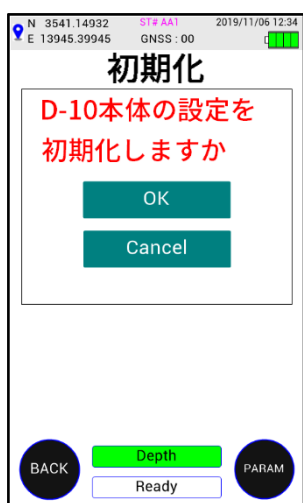 N 3541.14932 ST# AA1 2019/11/06 12:34
E 13945.39945 GNSS : 00
初期化
D-10本体の設定を
初期化しますか
OK
Cancel
Depth
BACK PARAM
Ready